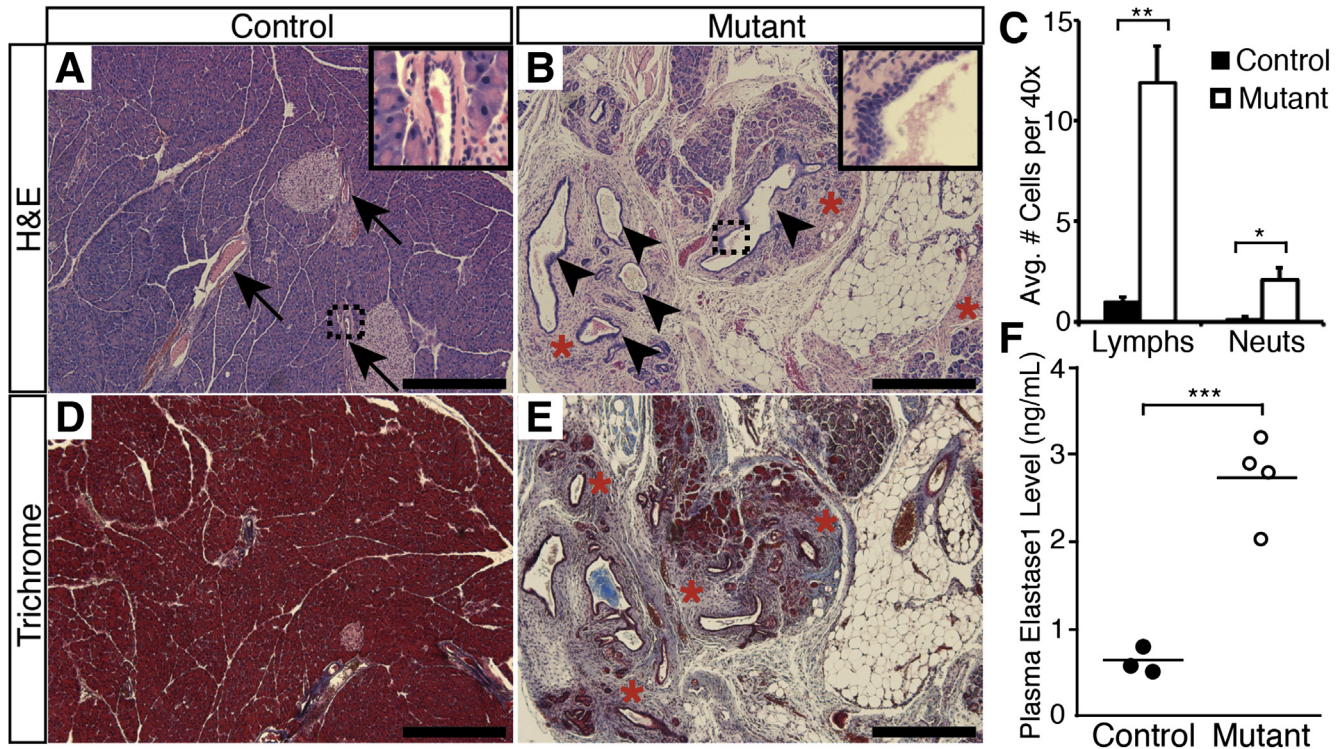 Control
Mutant
H&E
Trichrome
A
B
C
**
Control
Mutant
*
Avg. # Cells per 40x
15
10
5
0
Lymphs
Neuts
D
E
F
***
Plasma Elastase1 Level (ng/mL)
4
3
2
1
0
Control
Mutant